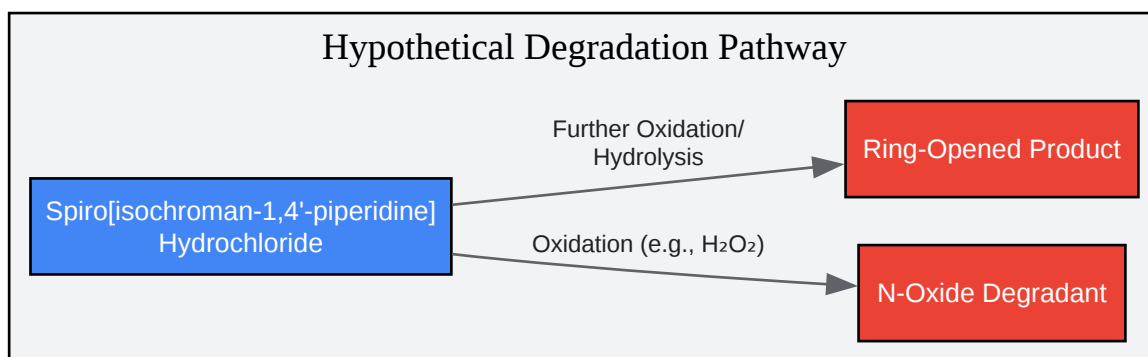 Hypothetical Degradation Pathway
Further Oxidation/
Hydrolysis
Ring-Opened Product
Spiro[isochroman-1,4'-piperidine]
Hydrochloride
Oxidation (e.g., H₂O₂)
N-Oxide Degradant